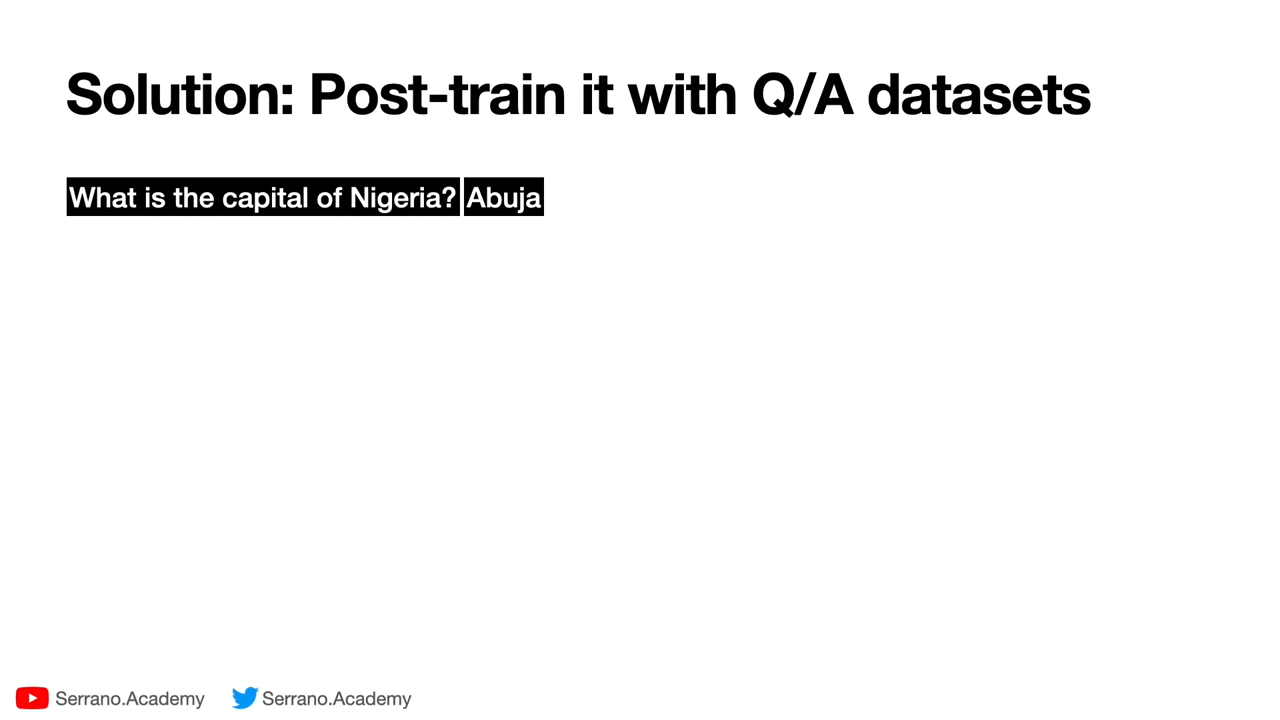 Solution: Post-train it with Q/A datasets
What is the capital of Nigeria? Abuja
Serrano.Academy Serrano.Academy